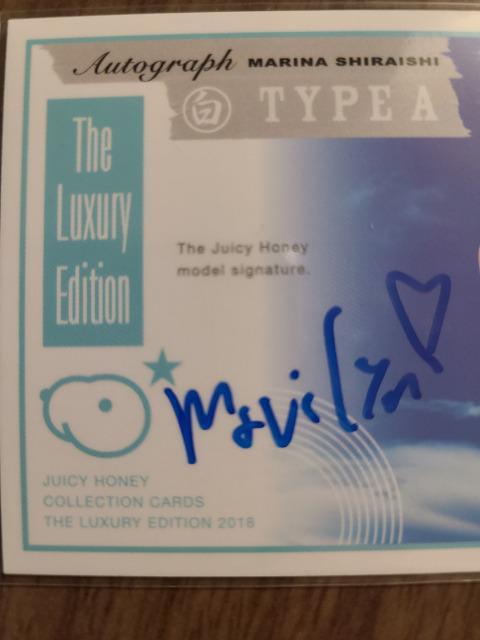 Autograph MARINA SHIRAISHI
白 TYPE A
The
Luxury
Edition
The Juicy Honey
model signature.
JUICY HONEY
COLLECTION CARDS
THE LUXURY EDITION 2018